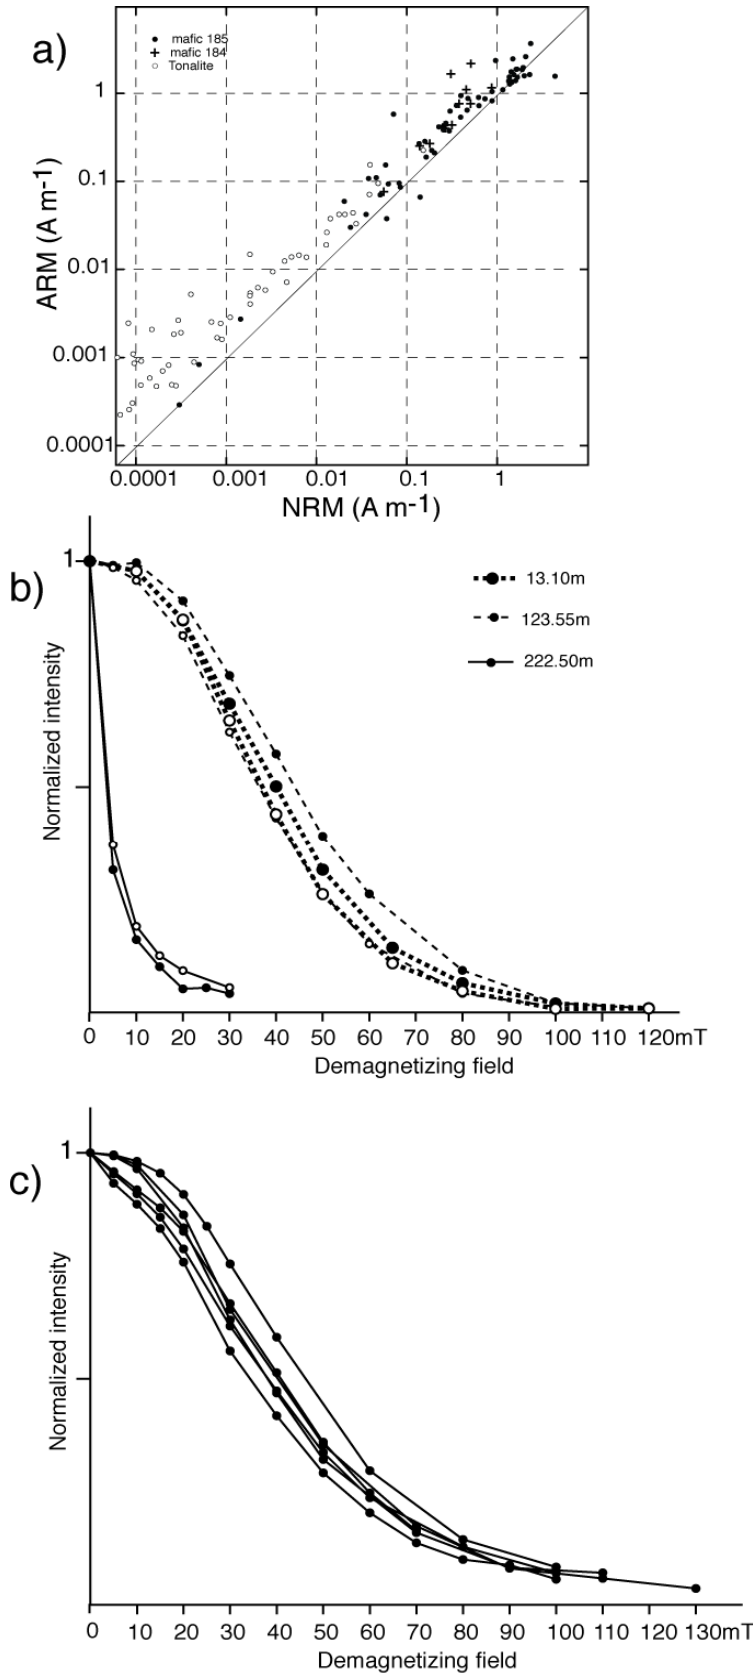 a)
mafic 185
mafic 184
Tonalite
1
0.1
0.01
0.001
0.0001
ARM (A m-1)
0.0001 0.001 0.01 0.1 1
NRM (A m-1)
b)
1
13.10m
123.55m
222.50m
Normalized intensity
0 10 20 30 40 50 60 70 80 90 100 110 120mT
Demagnetizing field
c)
1
Normalized intensity
0 10 20 30 40 50 60 70 80 90 100 110 120 130mT
Demagnetizing field